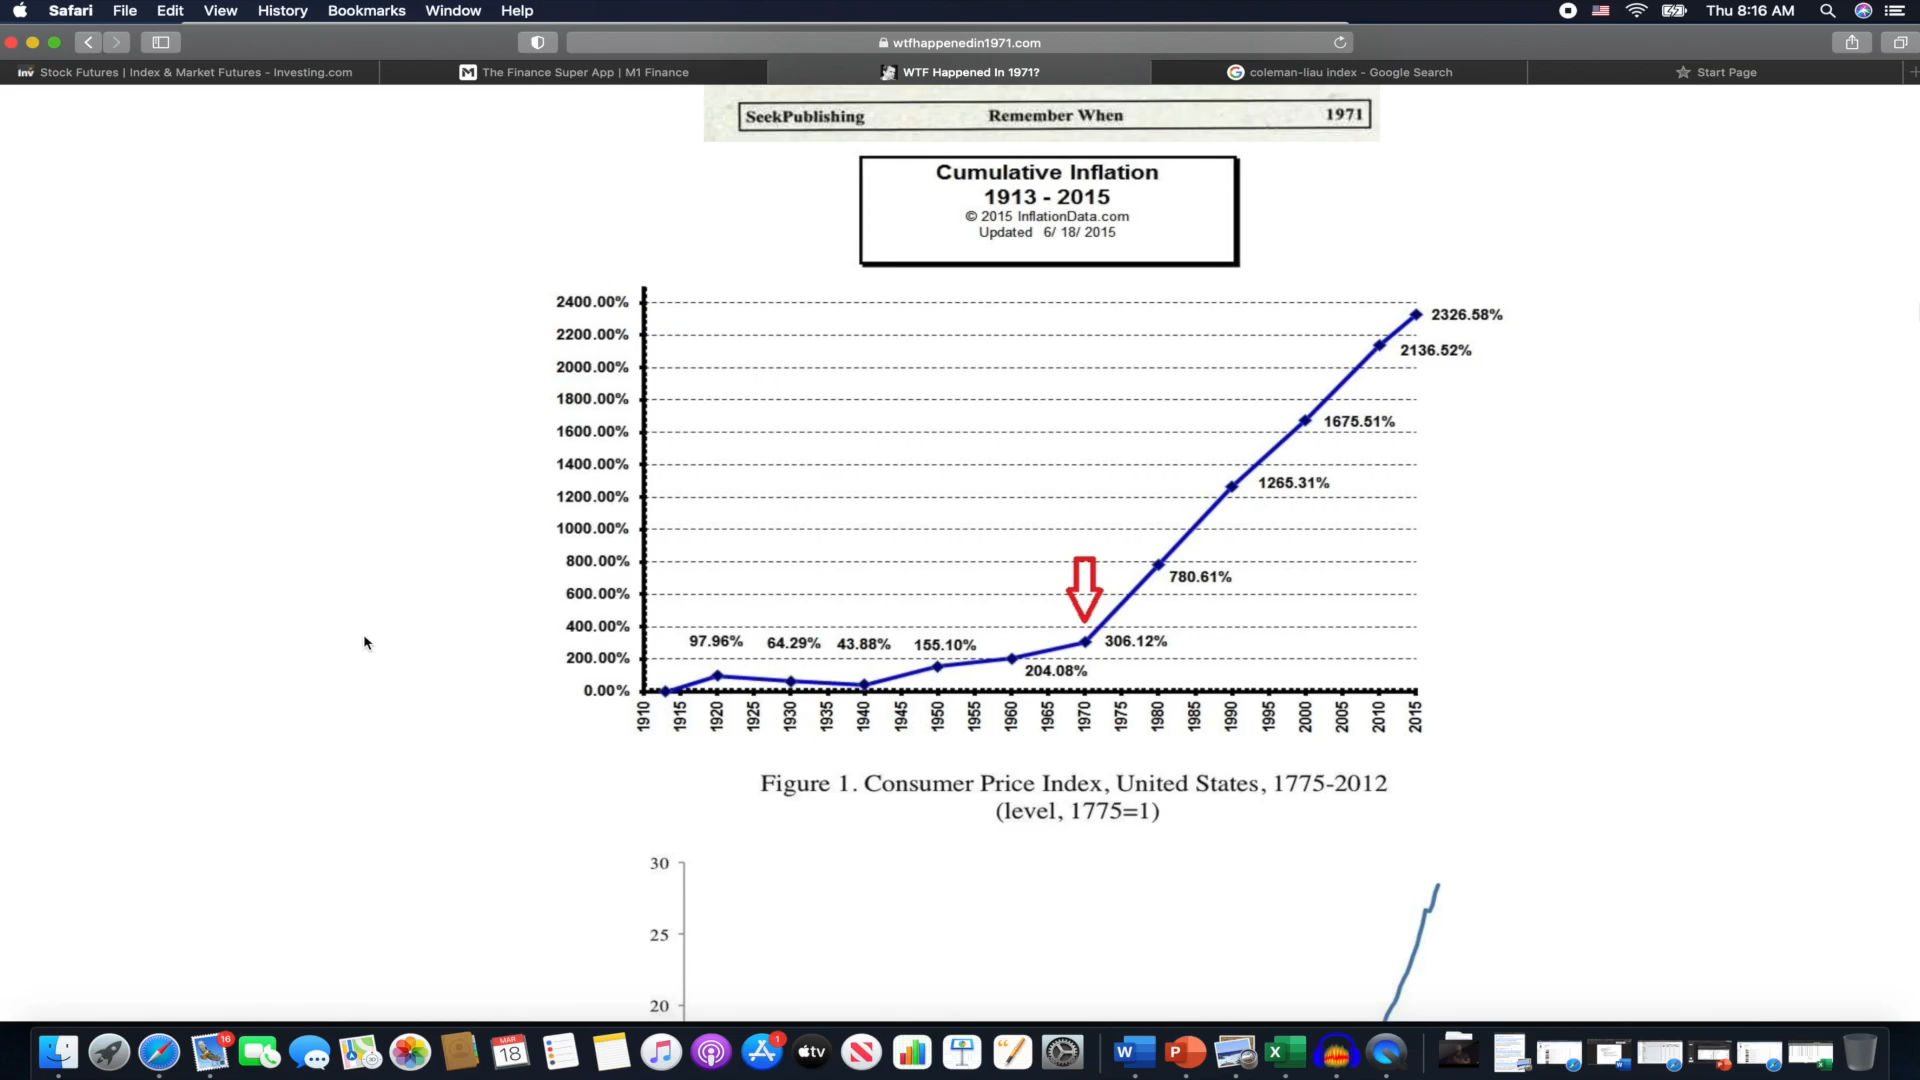 Safari File Edit View History Bookmarks Window Help Thu 8:16 AM
wtfhappenedin1971.com
Inv Stock Futures | Index & Market Futures - Investing.com M The Finance Super App | M1 Finance WTF Happened In 1971? G coleman-liau index - Google Search Start Page
SeekPublishing Remember When 1971
Cumulative Inflation
1913 - 2015
© 2015 InflationData.com
Updated 6/ 18/ 2015
2400.00%
2200.00%
2000.00%
1800.00%
1600.00%
1400.00%
1200.00%
1000.00%
800.00%
600.00%
400.00%
200.00%
0.00%
2326.58%
2136.52%
1675.51%
1265.31%
780.61%
97.96% 64.29% 43.88% 155.10% 306.12%
204.08%
1910 1915 1920 1925 1930 1935 1940 1945 1950 1955 1960 1965 1970 1975 1980 1985 1990 1995 2000 2005 2010 2015
Figure 1. Consumer Price Index, United States, 1775-2012
(level, 1775=1)
30
25
20
16 3D MAR 18 1 tv W P X